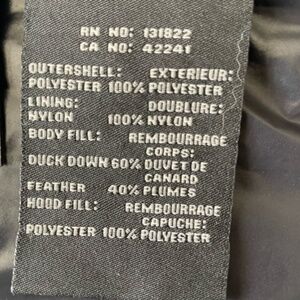 RN NO: 131822
CA NO: 42241
OUTERSHELL: EXTERIEUR:
POLYESTER 100% POLYESTER
LINING: DOUBLURE:
NYLON 100% NYLON
BODY FILL: REMBOURRAGE
CORPS:
DUCK DOWN 60% DUVET DE
CANARD
FEATHER 40% PLUMES
HOOD FILL: REMBOURRAGE
CAPUCHE:
POLYESTER 100% POLYESTER